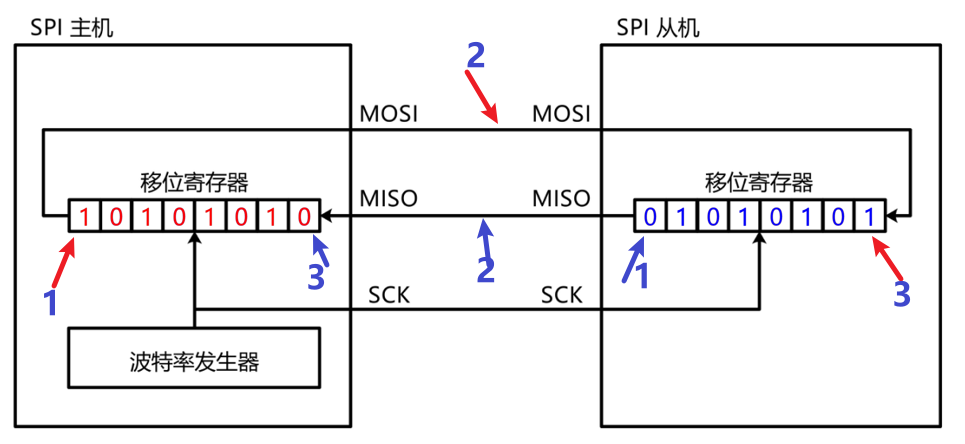 SPI 主机
SPI 从机
2
MOSI
MOSI
移位寄存器
移位寄存器
MISO
MISO
1 0 1 0 1 0 1 0
0 1 0 1 0 1 0 1
1
3
2
1
3
SCK
SCK
波特率发生器